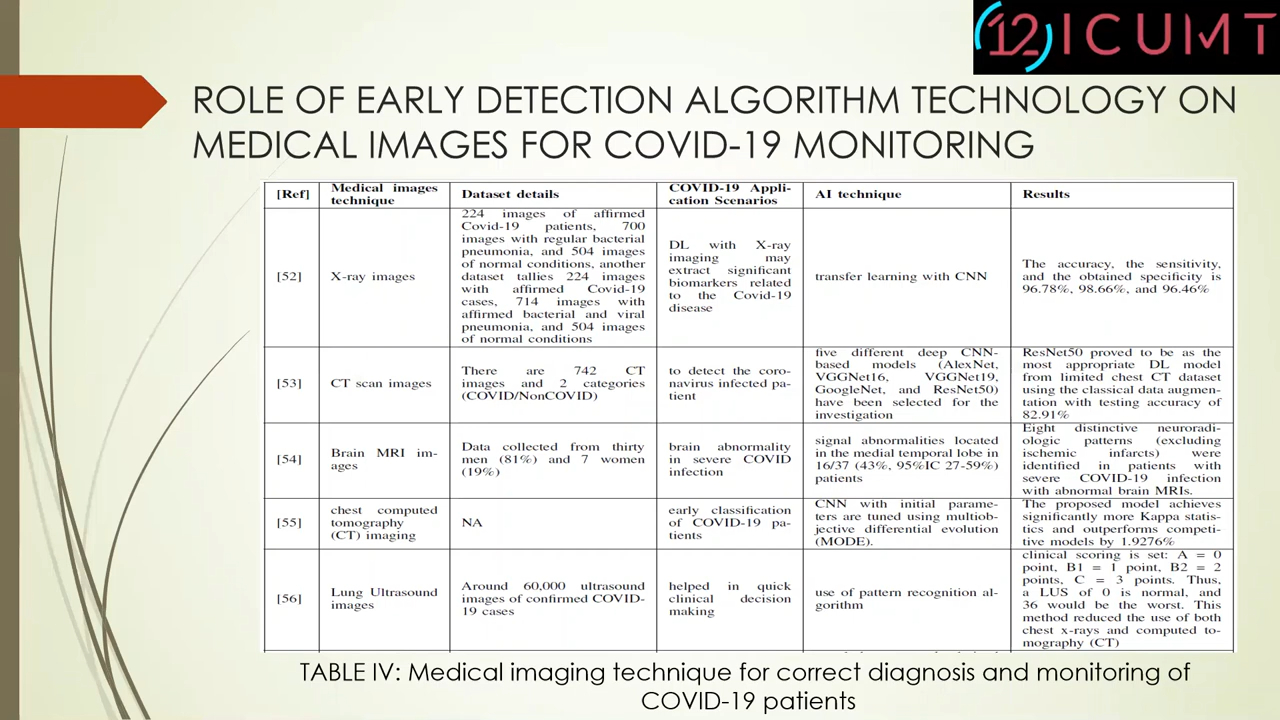 12 ICUMT
ROLE OF EARLY DETECTION ALGORITHM TECHNOLOGY ON
MEDICAL IMAGES FOR COVID-19 MONITORING
[Ref]
Medical images
technique
Dataset details
COVID-19 Appli-
cation Scenarios
AI technique
Results
[52]
X-ray images
224 images of affirmed
Covid-19 patients, 700
images with regular bacterial
pneumonia, and 504 images
of normal conditions, another
dataset tallies 224 images
with affirmed Covid-19
cases, 714 images with
affirmed bacterial and viral
pneumonia, and 504 images
of normal conditions
DL with X-ray
imaging may
extract significant
biomarkers related
to the Covid-19
disease
transfer learning with CNN
The accuracy, the sensitivity,
and the obtained specificity is
96.78%, 98.66%, and 96.46%
[53]
CT scan images
There are 742 CT
images and 2 categories
(COVID/NonCOVID)
to detect the coro-
navirus infected pa-
tient
five different deep CNN-
based models (AlexNet,
VGGNet16, VGGNet19,
GoogleNet, and ResNet50)
have been selected for the
investigation
ResNet50 proved to be as the
most appropriate DL model
from limited chest CT dataset
using the classical data augmen-
tation with testing accuracy of
82.91%
[54]
Brain MRI im-
ages
Data collected from thirty
men (81%) and 7 women
(19%)
brain abnormality
in severe COVID
infection
signal abnormalities located
in the medial temporal lobe in
16/37 (43%, 95%IC 27-59%)
patients
Eight distinctive neuroradi-
ologic patterns (excluding
ischemic infarcts) were
identified in patients with
severe COVID-19 infection
with abnormal brain MRIs.
[55]
chest computed
tomography
(CT) imaging
NA
early classification
of COVID-19 pa-
tients
CNN with initial parame-
ters are tuned using multiob-
jective differential evolution
(MODE).
The proposed model achieves
significantly more Kappa statis-
tics and outperforms competi-
tive models by 1.9276%
[56]
Lung Ultrasound
images
Around 60,000 ultrasound
images of confirmed COVID-
19 cases
helped in quick
clinical decision
making
use of pattern recognition al-
gorithm
clinical scoring is set: A = 0
point, B1 = 1 point, B2 = 2
points, C = 3 points. Thus,
a LUS of 0 is normal, and
36 would be the worst. This
method reduced the use of both
chest x-rays and computed to-
mography (CT)
TABLE IV: Medical imaging technique for correct diagnosis and monitoring of
COVID-19 patients